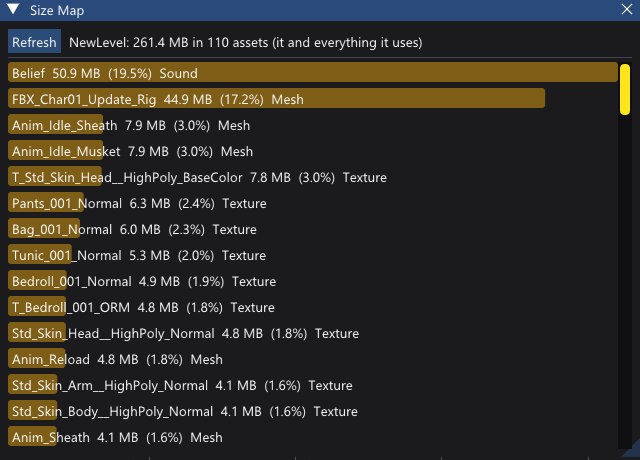 Size Map
Refresh NewLevel: 261.4 MB in 110 assets (it and everything it uses)
Belief 50.9 MB (19.5%) Sound
FBX_Char01_Update_Rig 44.9 MB (17.2%) Mesh
Anim_Idle_Sheath 7.9 MB (3.0%) Mesh
Anim_Idle_Musket 7.9 MB (3.0%) Mesh
T_Std_Skin_Head__HighPoly_BaseColor 7.8 MB (3.0%) Texture
Pants_001_Normal 6.3 MB (2.4%) Texture
Bag_001_Normal 6.0 MB (2.3%) Texture
Tunic_001_Normal 5.3 MB (2.0%) Texture
Bedroll_001_Normal 4.9 MB (1.9%) Texture
T_Bedroll_001_ORM 4.8 MB (1.8%) Texture
Std_Skin_Head__HighPoly_Normal 4.8 MB (1.8%) Texture
Anim_Reload 4.8 MB (1.8%) Mesh
Std_Skin_Arm__HighPoly_Normal 4.1 MB (1.6%) Texture
Std_Skin_Body__HighPoly_Normal 4.1 MB (1.6%) Texture
Anim_Sheath 4.1 MB (1.6%) Mesh